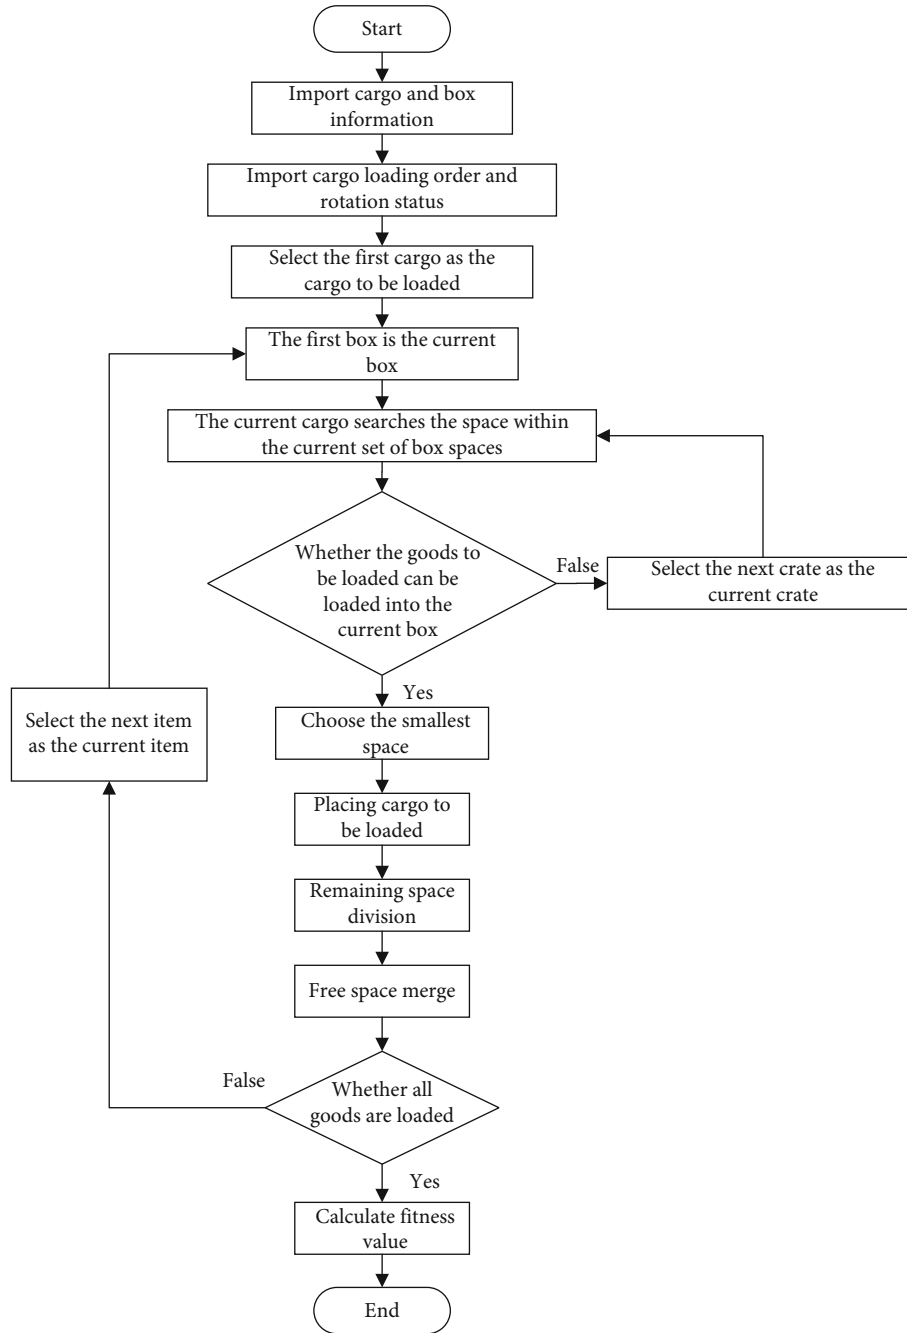 Start
Import cargo and box
information
Import cargo loading order and
rotation status
Select the first cargo as the
cargo to be loaded
The first box is the current
box
The current cargo searches the space within
the current set of box spaces
Whether the goods to
be loaded can be
loaded into the
current box
False
Select the next crate as the
current crate
Yes
Select the next item
as the current item
Choose the smallest
space
Placing cargo to
be loaded
Remaining space
division
Free space merge
False
Whether all
goods are loaded
Yes
Calculate fitness
value
End